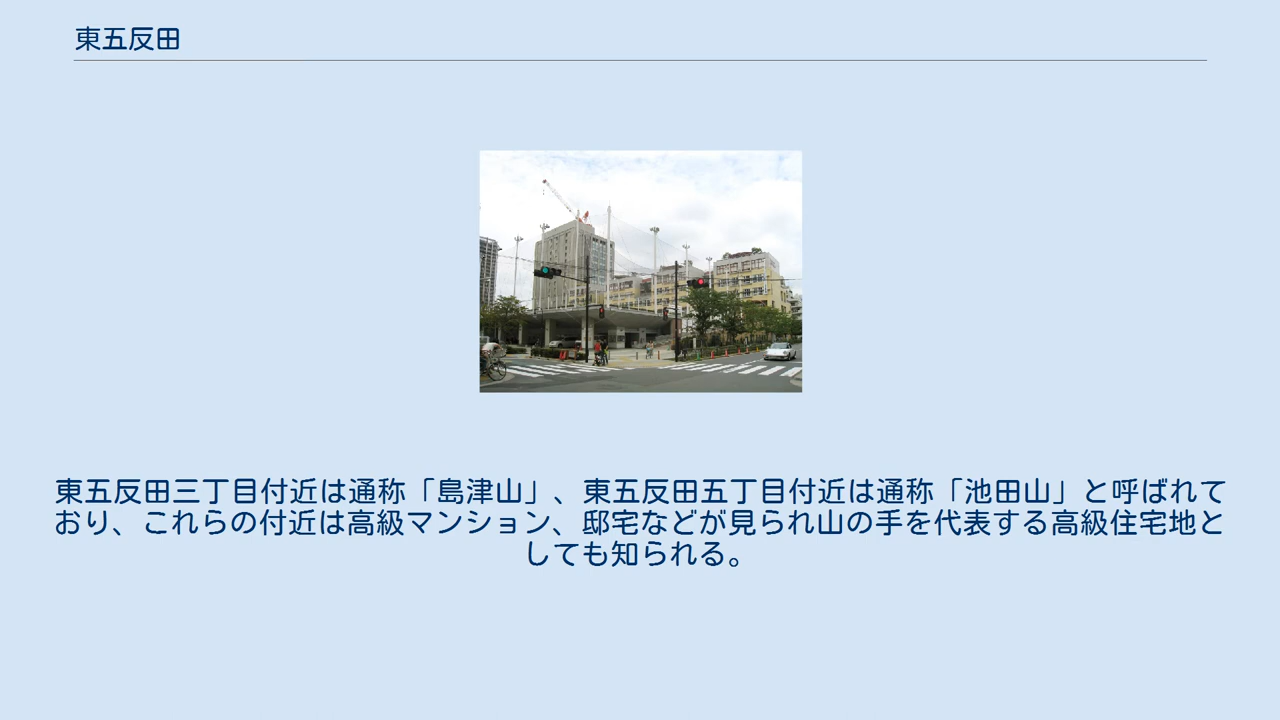 東五反田
東五反田三丁目付近は通称「島津山」、東五反田五丁目付近は通称「池田山」と呼ばれて
おり、これらの付近は高級マンション、邸宅などが見られ山の手を代表する高級住宅地と
しても知られる。